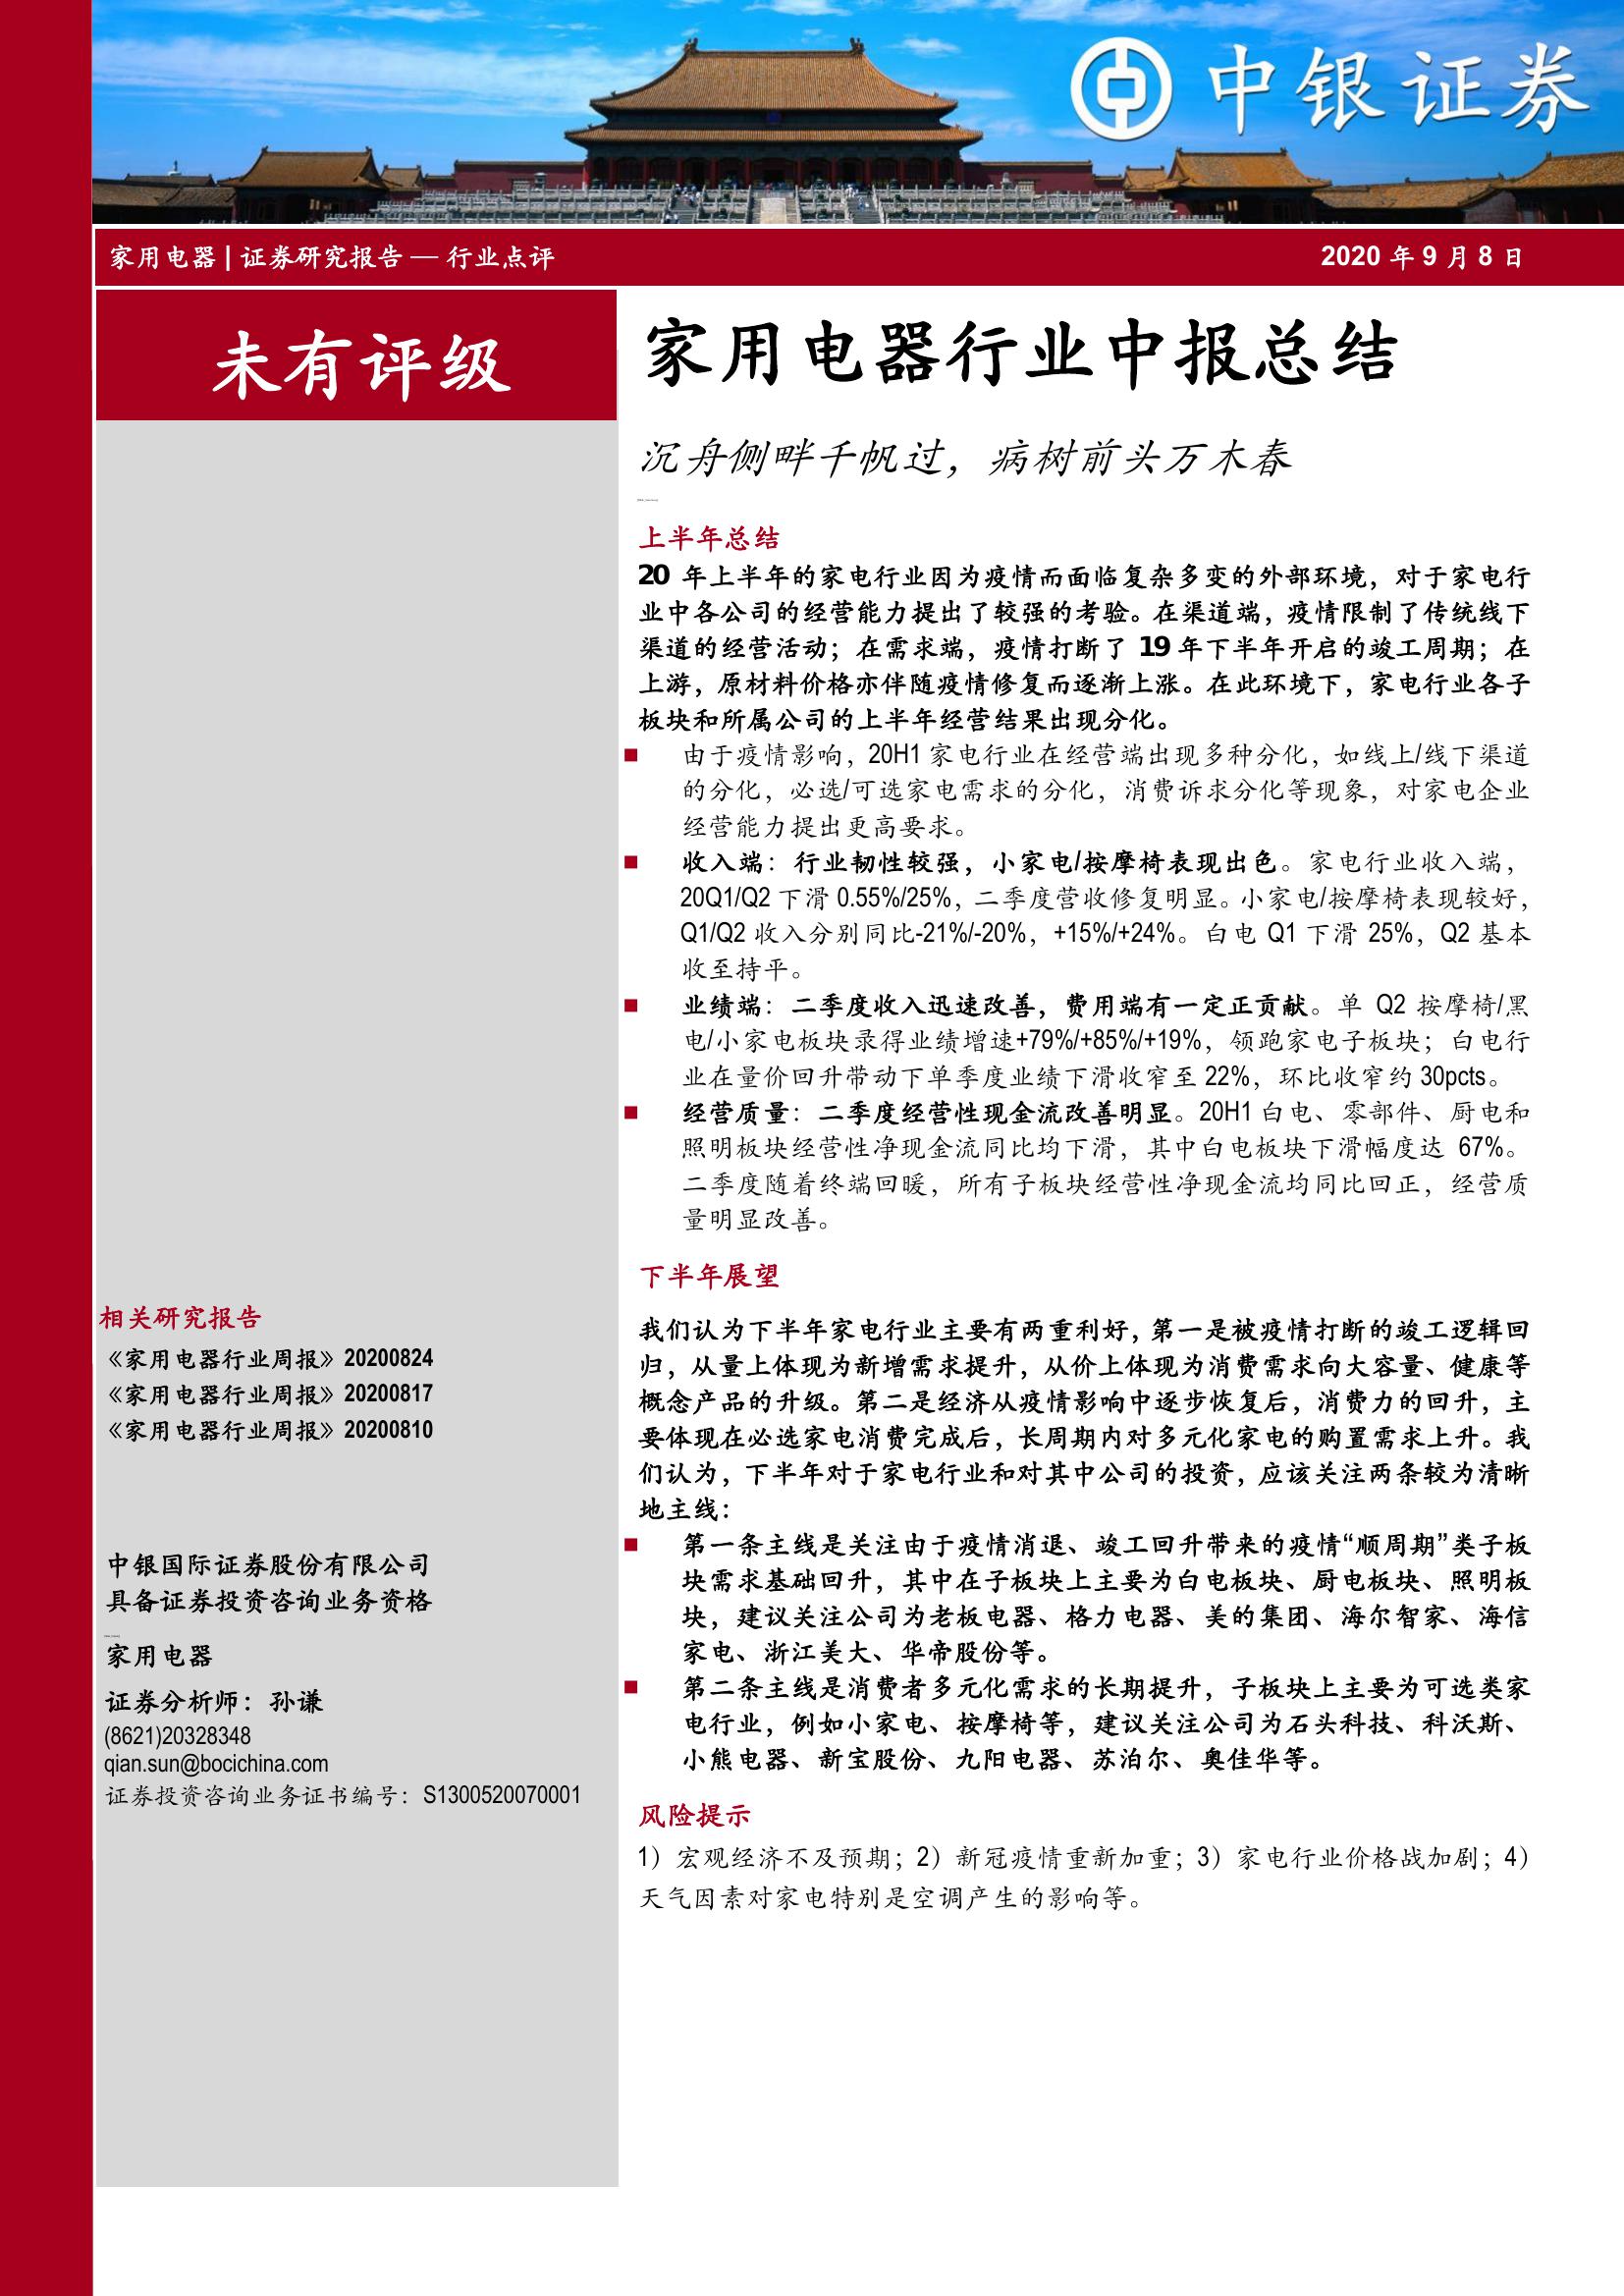 中银证券
家用电器 | 证券研究报告 — 行业点评
2020 年 9 月 8 日
未有评级
家用电器行业中报总结
沉舟侧畔千帆过，病树前头万木春
上半年总结
20 年上半年的家电行业因为疫情而面临复杂多变的外部环境，对于家电行
业中各公司的经营能力提出了较强的考验。在渠道端，疫情限制了传统线下
渠道的经营活动；在需求端，疫情打断了 19 年下半年开启的竣工周期；在
上游，原材料价格亦伴随疫情修复而逐渐上涨。在此环境下，家电行业各子
板块和所属公司的上半年经营结果出现分化。
■ 由于疫情影响，20H1 家电行业在经营端出现多种分化，如线上/线下渠道
的分化，必选/可选家电需求的分化，消费诉求分化等现象，对家电企业
经营能力提出更高要求。
■ 收入端：行业韧性较强，小家电/按摩椅表现出色。家电行业收入端，
20Q1/Q2 下滑 0.55%/25%，二季度营收修复明显。小家电/按摩椅表现较好，
Q1/Q2 收入分别同比-21%/-20%，+15%/+24%。白电 Q1 下滑 25%，Q2 基本
收至持平。
■ 业绩端：二季度收入迅速改善，费用端有一定正贡献。单 Q2 按摩椅/黑
电/小家电板块录得业绩增速+79%/+85%/+19%，领跑家电子板块；白电行
业在量价回升带动下单季度业绩下滑收窄至 22%，环比收窄约 30pcts。
■ 经营质量：二季度经营性现金流改善明显。20H1 白电、零部件、厨电和
照明板块经营性净现金流同比均下滑，其中白电板块下滑幅度达 67%。
二季度随着终端回暖，所有子板块经营性净现金流均同比回正，经营质
量明显改善。
下半年展望
我们认为下半年家电行业主要有两重利好，第一是被疫情打断的竣工逻辑回
归，从量上体现为新增需求提升，从价上体现为消费需求向大容量、健康等
概念产品的升级。第二是经济从疫情影响中逐步恢复后，消费力的回升，主
要体现在必选家电消费完成后，长周期内对多元化家电的购置需求上升。我
们认为，下半年对于家电行业和对其中公司的投资，应该关注两条较为清晰
地主线：
■ 第一条主线是关注由于疫情消退、竣工回升带来的疫情“顺周期”类子板
块需求基础回升，其中在子板块上主要为白电板块、厨电板块、照明板
块，建议关注公司为老板电器、格力电器、美的集团、海尔智家、海信
家电、浙江美大、华帝股份等。
■ 第二条主线是消费者多元化需求的长期提升，子板块上主要为可选类家
电行业，例如小家电、按摩椅等，建议关注公司为石头科技、科沃斯、
小熊电器、新宝股份、九阳电器、苏泊尔、奥佳华等。
风险提示
1）宏观经济不及预期；2）新冠疫情重新加重；3）家电行业价格战加剧；4）
天气因素对家电特别是空调产生的影响等。
相关研究报告
《家用电器行业周报》20200824
《家用电器行业周报》20200817
《家用电器行业周报》20200810
中银国际证券股份有限公司
具备证券投资咨询业务资格
家用电器
证券分析师：孙谦
(8621)20328348
qian.sun@bocichina.com
证券投资咨询业务证书编号：S1300520070001